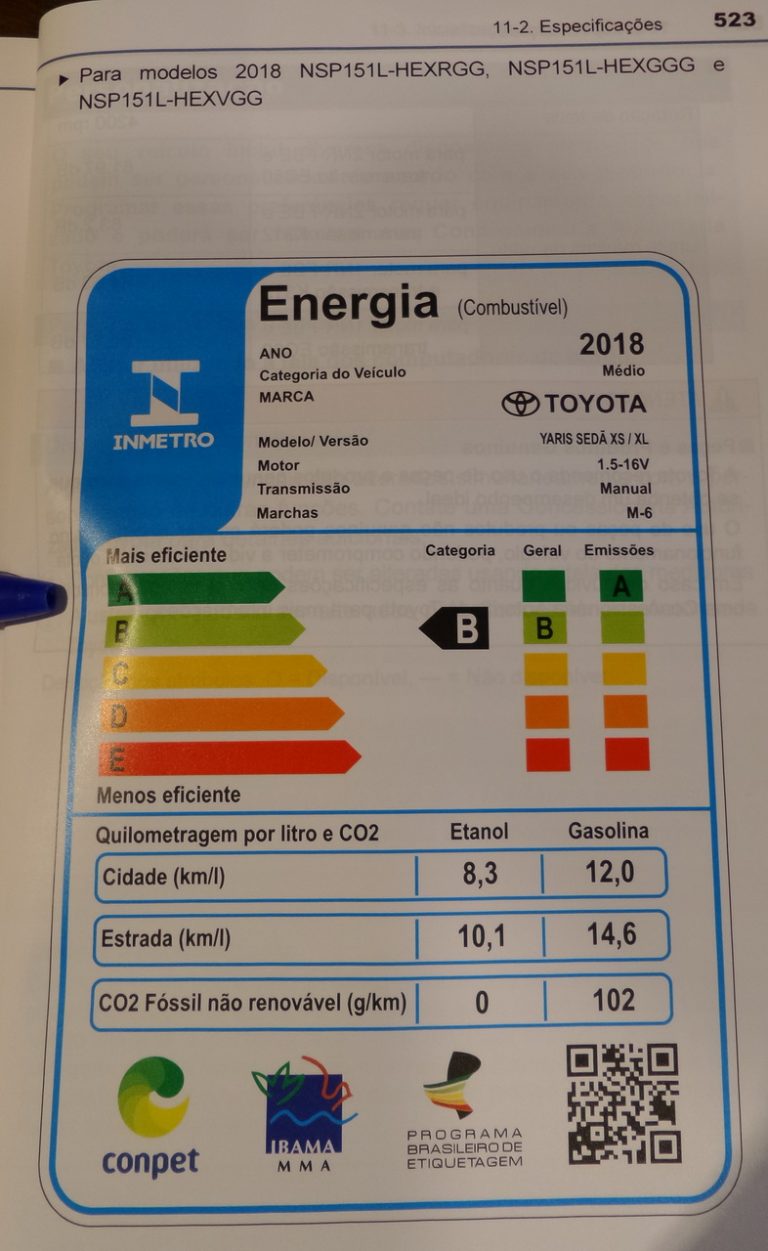 11-2. Especificações 523
▶ Para modelos 2018 NSP151L-HEXRGG, NSP151L-HEXGGG e
NSP151L-HEXVGG
Energia (Combustível)
ANO 2018
Categoria do Veículo Médio
MARCA TOYOTA
INMETRO
Modelo/ Versão YARIS SEDÃ XS / XL
Motor 1.5-16V
Transmissão Manual
Marchas M-6
Mais eficiente Categoria Geral Emissões
A A
B B B
C
D
E
Menos eficiente
Quilometragem por litro e CO2 Etanol Gasolina
Cidade (km/l) 8,3 12,0
Estrada (km/l) 10,1 14,6
CO2 Fóssil não renovável (g/km) 0 102
conpet
IBAMA
MMA
PROGRAMA
BRASILEIRO DE
ETIQUETAGEM